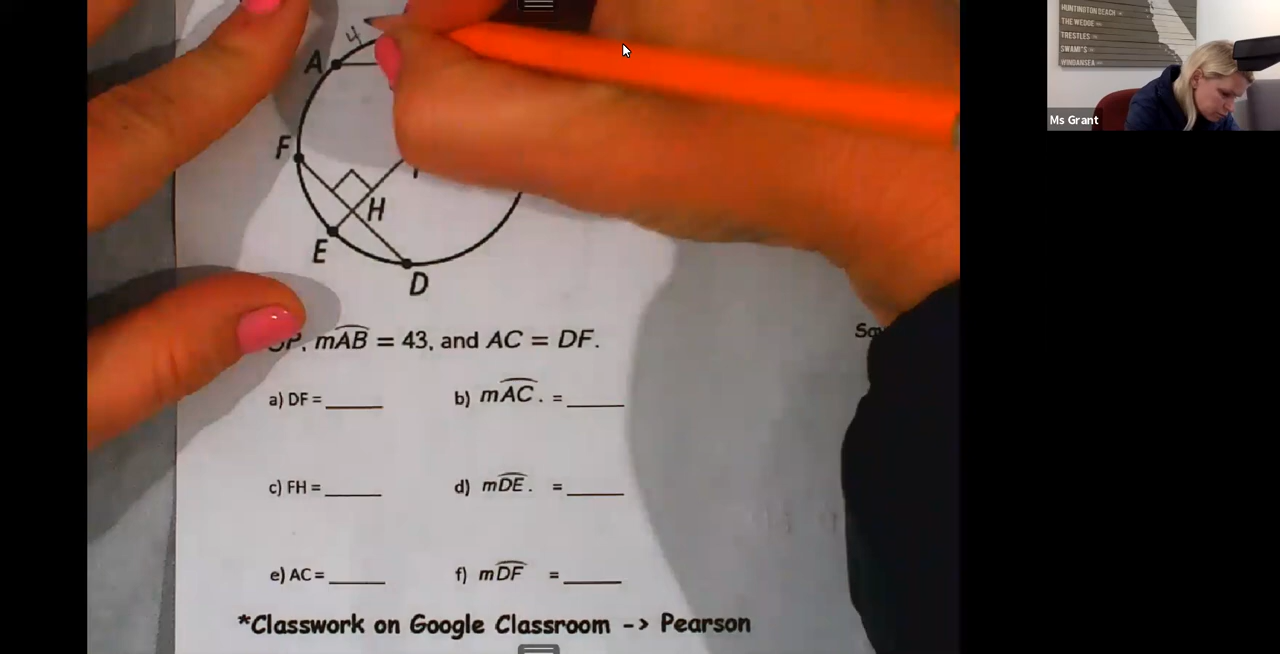 HUNTINGTON BEACH
THE WEDGE
TRESTLES
SWAMI'S
WINDANSEA
Ms Grant
4
A
F
H
E
D
P, mAB = 43, and AC = DF.
a) DF = ______
b) mAC. = ______
c) FH = ______
d) mDE. = ______
e) AC = ______
f) mDF = ______
*Classwork on Google Classroom -> Pearson